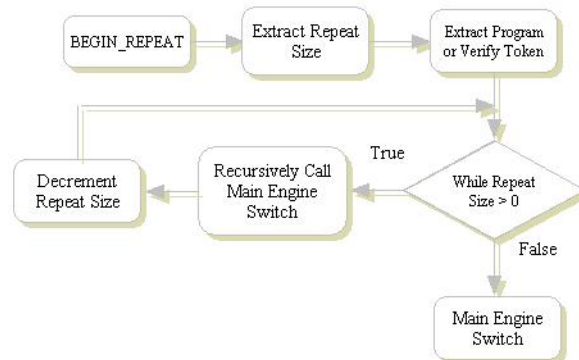 BEGIN_REPEAT
Extract Repeat
Size
Extract Program
or Verify Token
True
While Repeat
Size > 0
Recursively Call
Main Engine
Switch
Decrement
Repeat Size
False
Main Engine
Switch